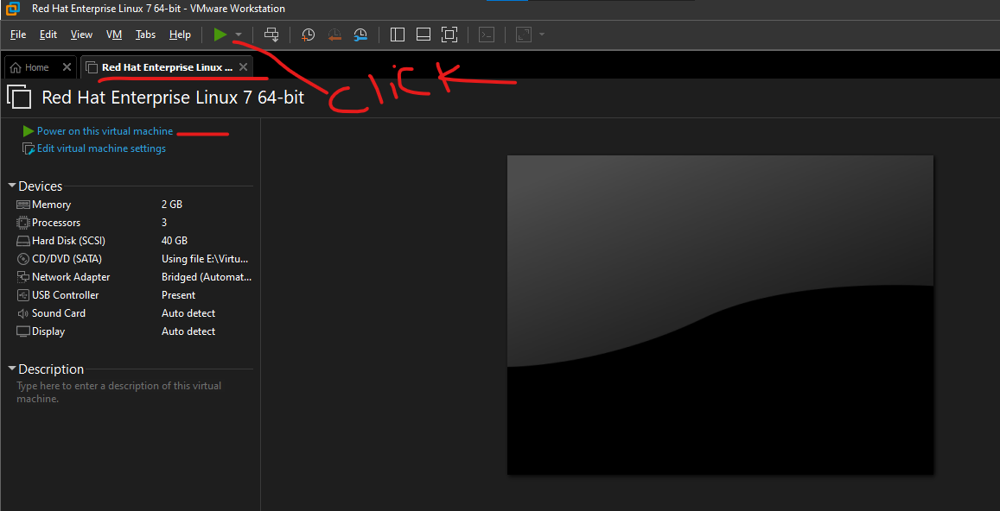 Red Hat Enterprise Linux 7 64-bit - VMware Workstation
File Edit View VM Tabs Help
Home Red Hat Enterprise Linux ...
click
Red Hat Enterprise Linux 7 64-bit
Power on this virtual machine
Edit virtual machine settings
Devices
Memory 2 GB
Processors 3
Hard Disk (SCSI) 40 GB
CD/DVD (SATA) Using file E:\Virtu...
Network Adapter Bridged (Automat...
USB Controller Present
Sound Card Auto detect
Display Auto detect
Description
Type here to enter a description of this virtual
machine.